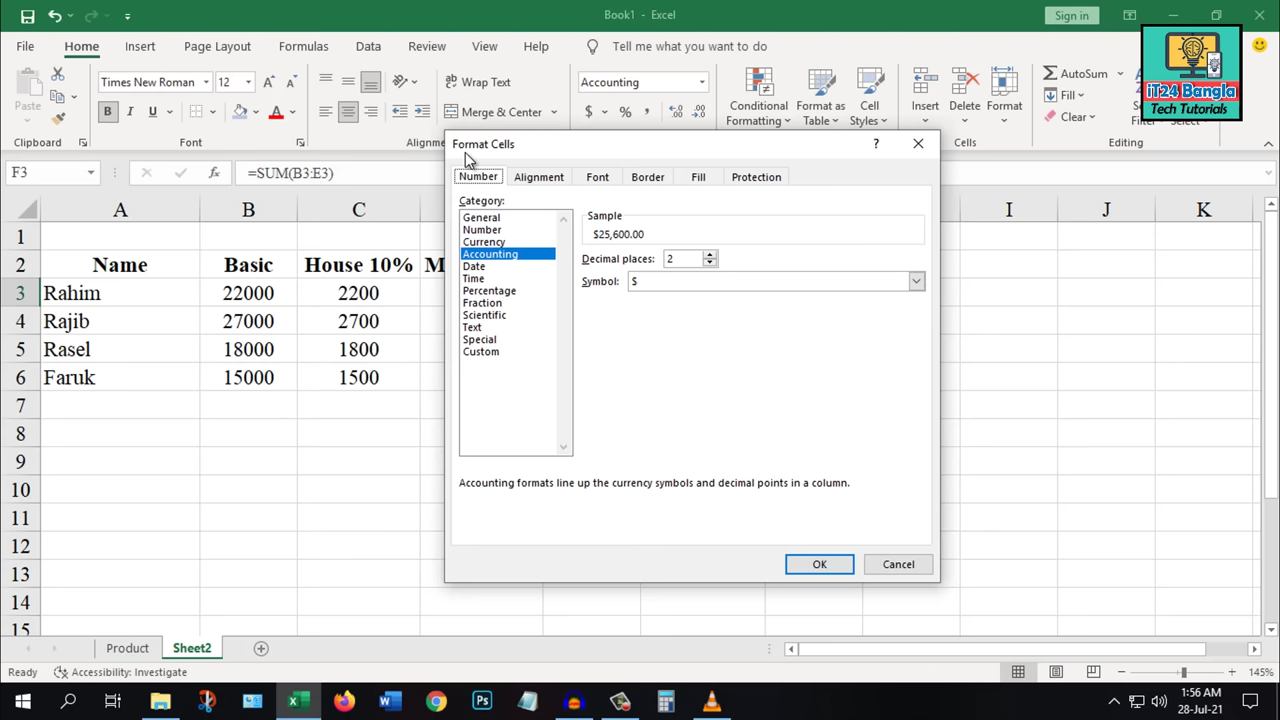 Book1 - Excel
Sign in
File Home Insert Page Layout Formulas Data Review View Help Tell me what you want to do
iT24 Bangla
Tech Tutorials
Paste
Times New Roman 12
B I U A
Wrap Text
Merge & Center
Accounting
$ % ,
Conditional Formatting
Format as Table
Cell Styles
Insert
Delete
Format
AutoSum
Fill
Clear
Clipboard Font Cells Editing
F3
fx
=SUM(B3:E3)
Format Cells
? 
Number Alignment Font Border Fill Protection
Category:
General
Number
Currency
Accounting
Date
Time
Percentage
Fraction
Scientific
Text
Special
Custom
Sample
$25,600.00
Decimal places: 2
Symbol: $
Accounting formats line up the currency symbols and decimal points in a column.
OK Cancel
A B C I J K
1
2 Name Basic House 10% M
3 Rahim 22000 2200
4 Rajib 27000 2700
5 Rasel 18000 1800
6 Faruk 15000 1500
7
8
9
10
11
12
13
14
15
Product Sheet2
Ready Accessibility: Investigate 145%
1:56 AM
28-Jul-21